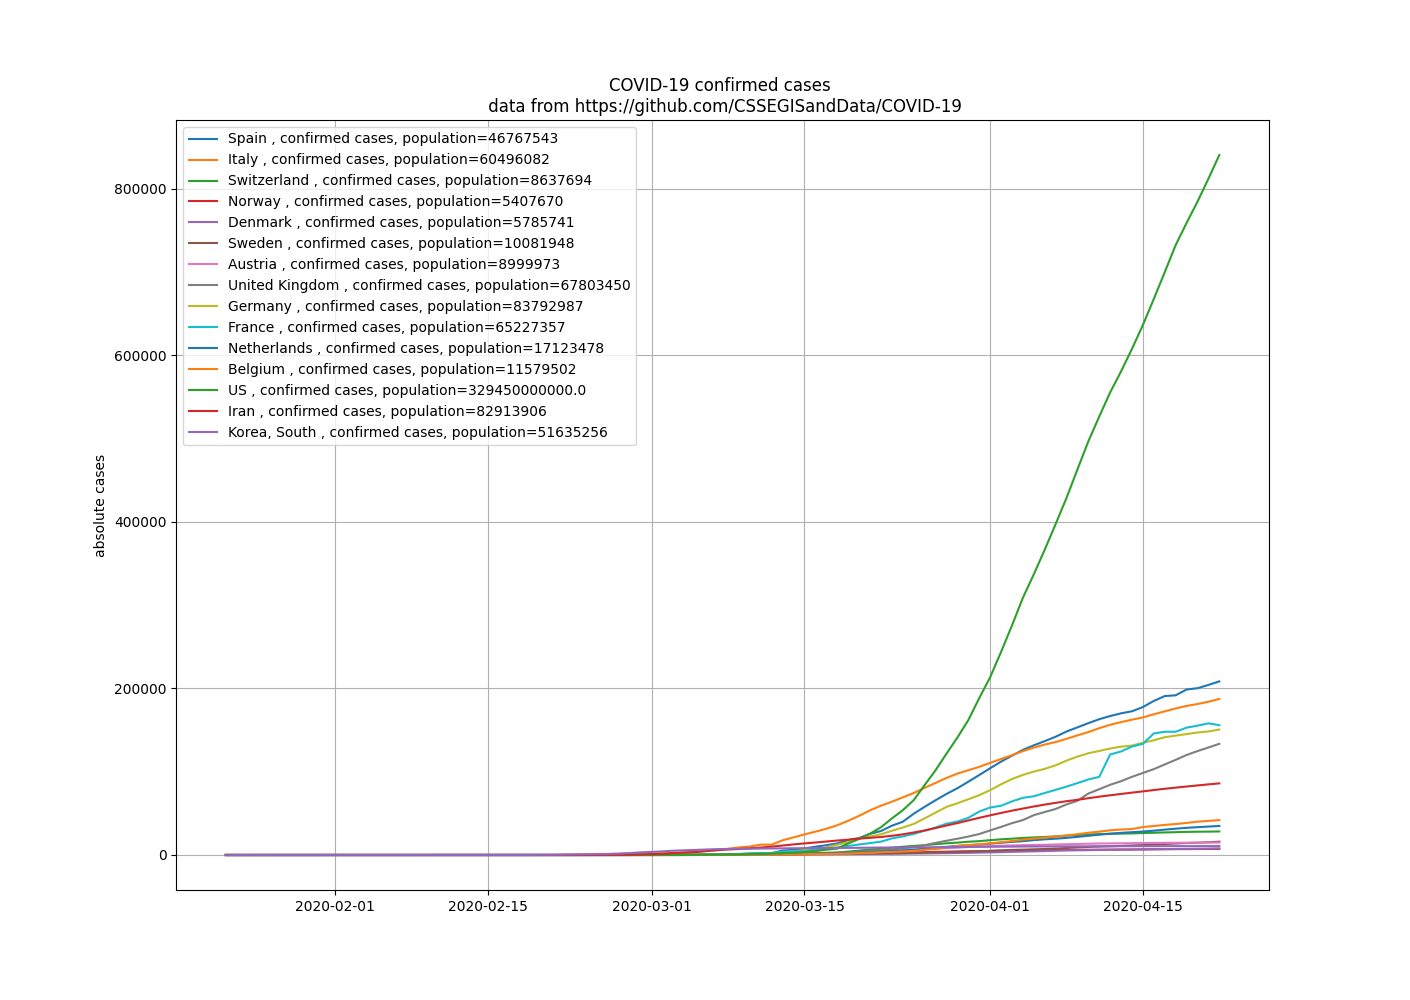 COVID-19 confirmed cases
data from https://github.com/CSSEGISandData/COVID-19
Spain , confirmed cases, population=46767543
Italy , confirmed cases, population=60496082
Switzerland , confirmed cases, population=8637694
Norway , confirmed cases, population=5407670
Denmark , confirmed cases, population=5785741
Sweden , confirmed cases, population=10081948
Austria , confirmed cases, population=8999973
United Kingdom , confirmed cases, population=67803450
Germany , confirmed cases, population=83792987
France , confirmed cases, population=65227357
Netherlands , confirmed cases, population=17123478
Belgium , confirmed cases, population=11579502
US , confirmed cases, population=329450000000.0
Iran , confirmed cases, population=82913906
Korea, South , confirmed cases, population=51635256
absolute cases
800000
600000
400000
200000
0
2020-02-01 2020-02-15 2020-03-01 2020-03-15 2020-04-01 2020-04-15